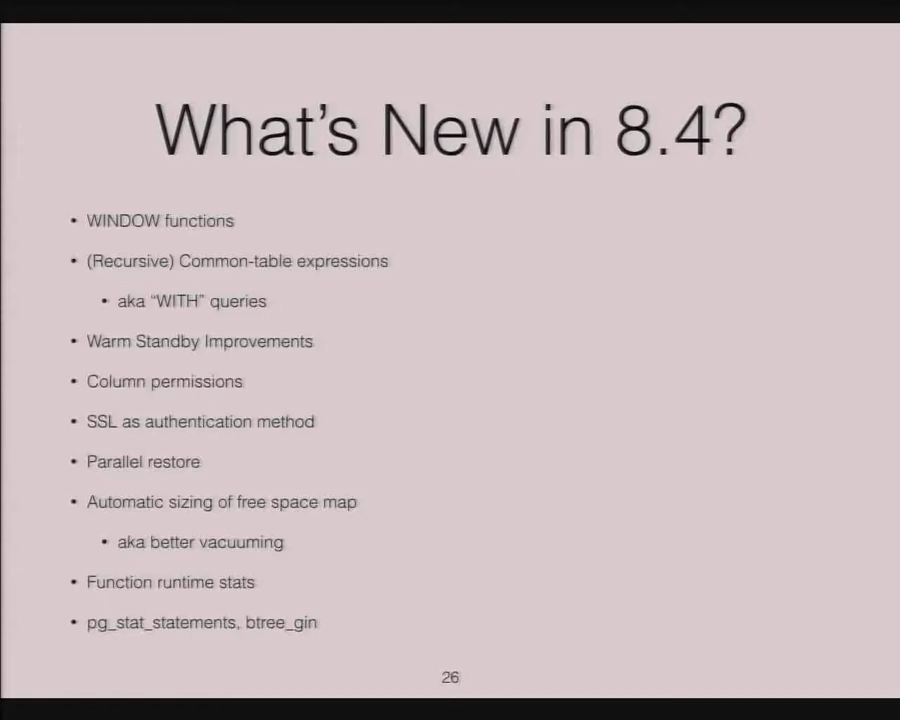 What's New in 8.4?
• WINDOW functions
• (Recursive) Common-table expressions
• aka “WITH” queries
• Warm Standby Improvements
• Column permissions
• SSL as authentication method
• Parallel restore
• Automatic sizing of free space map
• aka better vacuuming
• Function runtime stats
• pg_stat_statements, btree_gin
26